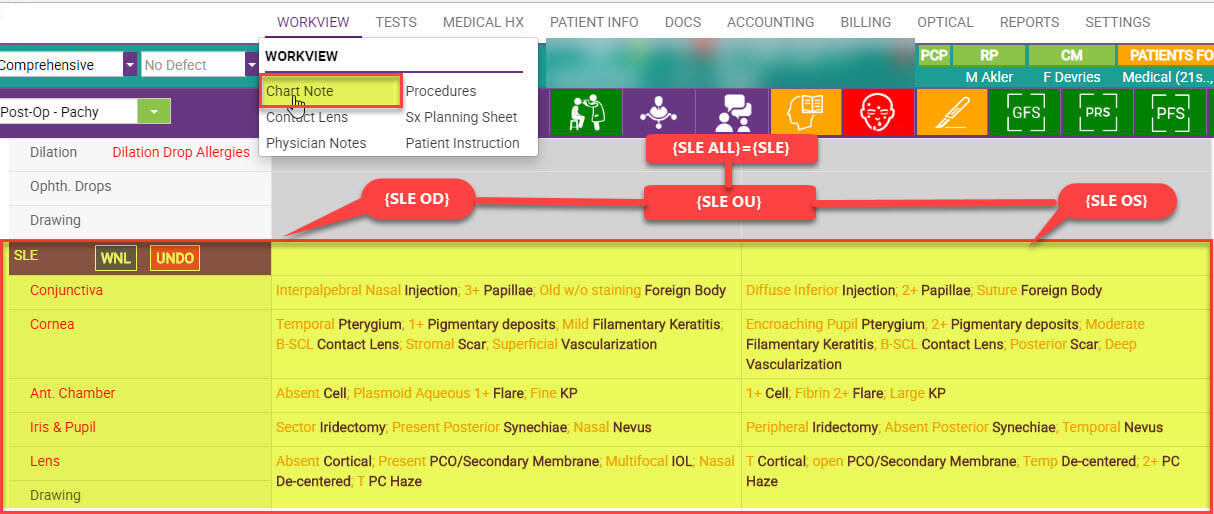 WORKVIEW TESTS MEDICAL HX PATIENT INFO DOCS ACCOUNTING BILLING OPTICAL REPORTS SETTINGS
WORKVIEW
Chart Note Procedures
Contact Lens Sx Planning Sheet
Physician Notes Patient Instruction
Comprehensive No Defect
PCP RP CM PATIENTS FO
M Akler F Devries Medical (21s..,
Post-Op - Pachy
GFS PRS PFS
{SLE ALL}={SLE}
{SLE OD} {SLE OU} {SLE OS}
Dilation Dilation Drop Allergies
Ophth. Drops
Drawing
SLE WNL UNDO
Conjunctiva
Interpalpebral Nasal Injection; 3+ Papillae; Old w/o staining Foreign Body
Diffuse Inferior Injection; 2+ Papillae; Suture Foreign Body
Cornea
Temporal Pterygium; 1+ Pigmentary deposits; Mild Filamentary Keratitis;
B-SCL Contact Lens; Stromal Scar; Superficial Vascularization
Encroaching Pupil Pterygium; 2+ Pigmentary deposits; Moderate
Filamentary Keratitis; B-SCL Contact Lens; Posterior Scar; Deep
Vascularization
Ant. Chamber
Absent Cell; Plasmoid Aqueous 1+ Flare; Fine KP
1+ Cell; Fibrin 2+ Flare; Large KP
Iris & Pupil
Sector Iridectomy; Present Posterior Synechiae; Nasal Nevus
Peripheral Iridectomy; Absent Posterior Synechiae; Temporal Nevus
Lens
Absent Cortical; Present PCO/Secondary Membrane; Multifocal IOL; Nasal
De-centered; T PC Haze
T Cortical; open PCO/Secondary Membrane; Temp De-centered; 2+ PC
Haze
Drawing